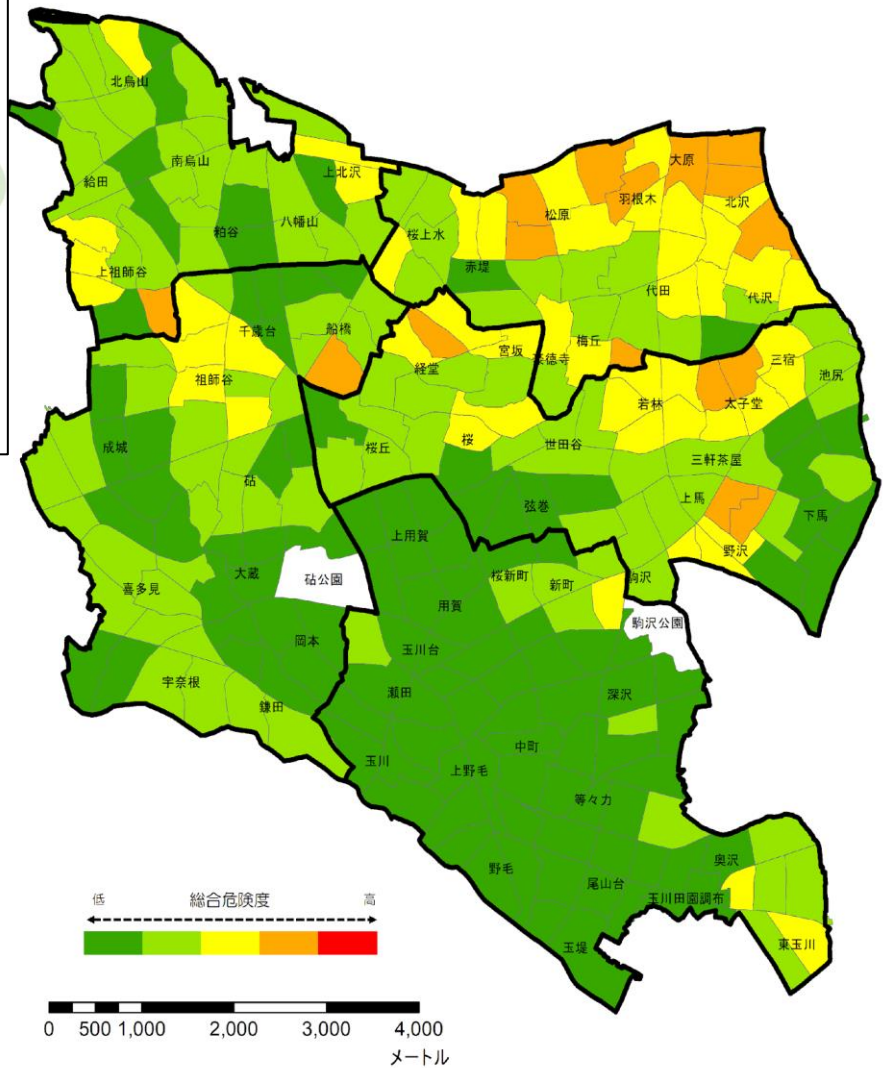 北烏山
南烏山
上北沢
給田
粕谷
八幡山
上祖師谷
大原
羽根木
松原
北沢
桜上水
赤堤
代田
代沢
千歳台
船橋
宮坂
豪徳寺
梅丘
経堂
三宿
池尻
祖師谷
若林
太子堂
成城
桜丘
桜
世田谷
三軒茶屋
砧
弦巻
上馬
下馬
上用賀
野沢
大蔵
砧公園
桜新町
新町
駒沢
喜多見
用賀
駒沢公園
岡本
玉川台
宇奈根
瀬田
深沢
鎌田
中町
玉川
上野毛
等々力
奥沢
野毛
尾山台
玉川田園調布
玉堤
東玉川
低 総合危険度 高
0 500 1,000 2,000 3,000 4,000
メートル